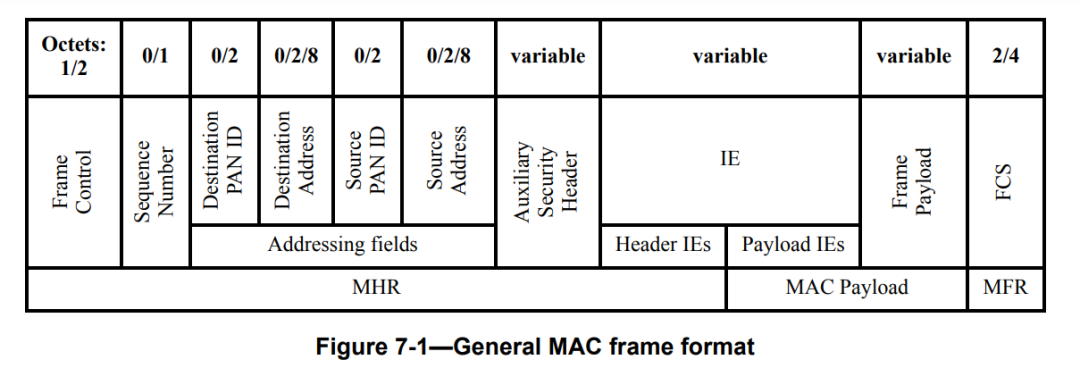 Octets: 1/2 0/1 0/2 0/2/8 0/2 0/2/8 variable variable variable 2/4
Frame Control
Sequence Number
Destination PAN ID
Destination Address
Source PAN ID
Source Address
Auxiliary Security Header
IE
Frame Payload
FCS
Addressing fields
Header IEs Payload IEs
MHR MAC Payload MFR
Figure 7-1—General MAC frame format